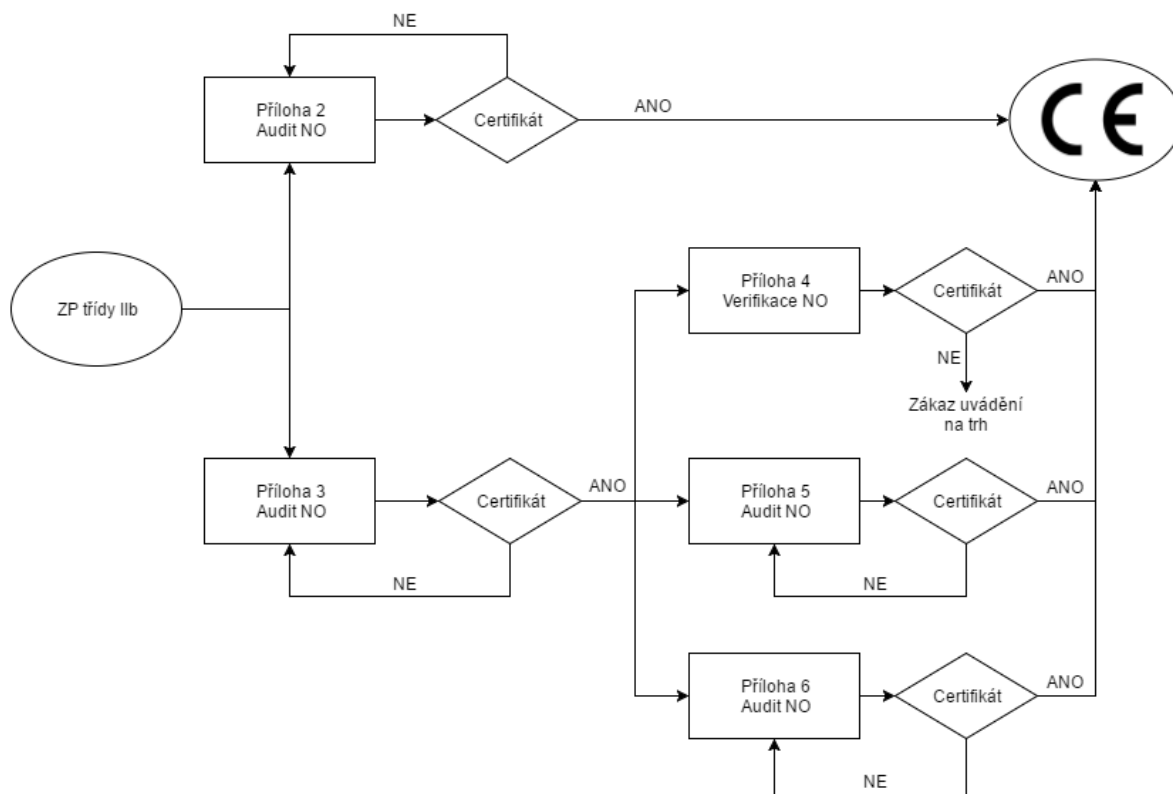 NE
Příloha 2
Audit NO
Certifikát
ANO
CE
ZP třídy IIb
Příloha 4
Verifikace NO
Certifikát
ANO
NE
Zákaz uvádění
na trh
Příloha 3
Audit NO
Certifikát
ANO
NE
Příloha 5
Audit NO
Certifikát
ANO
NE
Příloha 6
Audit NO
Certifikát
ANO
NE